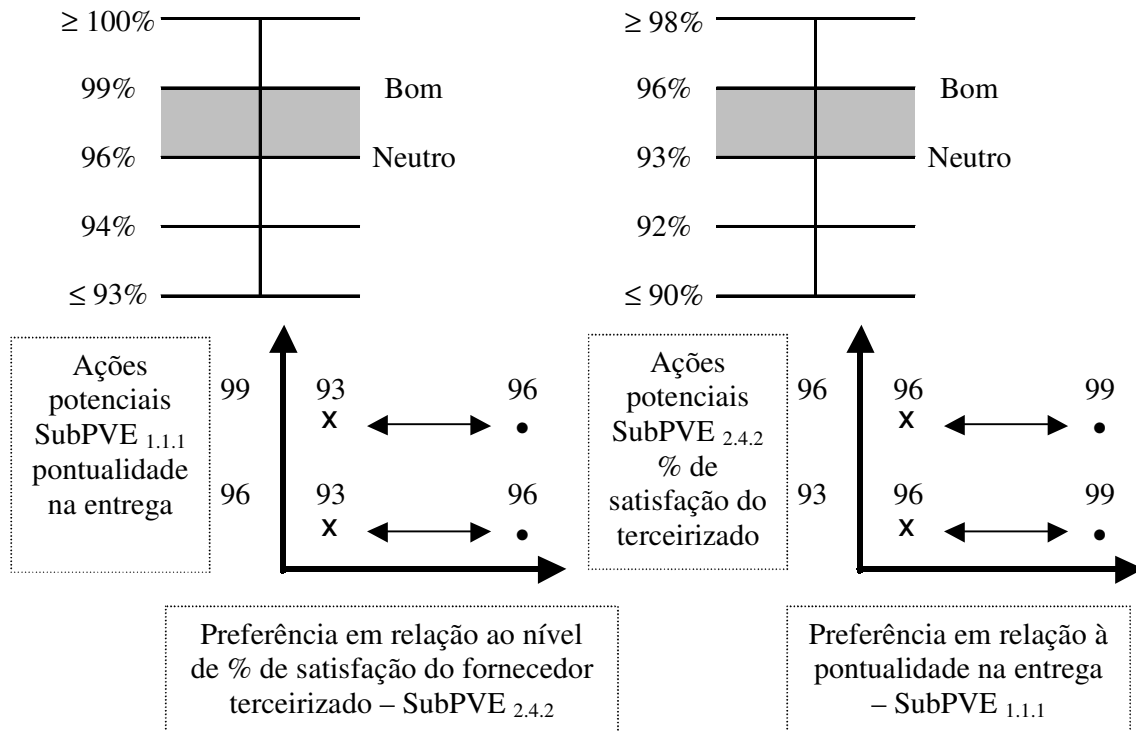 ≥ 100%
99%
Bom
96%
Neutro
94%
≤ 93%
≥ 98%
96%
Bom
93%
Neutro
92%
≤ 90%
Ações
potenciais
SubPVE 1.1.1
pontualidade
na entrega
99
93
96
x
•
96
93
96
x
•
Preferência em relação ao nível
de % de satisfação do fornecedor
terceirizado – SubPVE 2.4.2
Ações
potenciais
SubPVE 2.4.2
% de
satisfação do
terceirizado
96
96
99
x
•
93
96
99
x
•
Preferência em relação à
pontualidade na entrega
– SubPVE 1.1.1